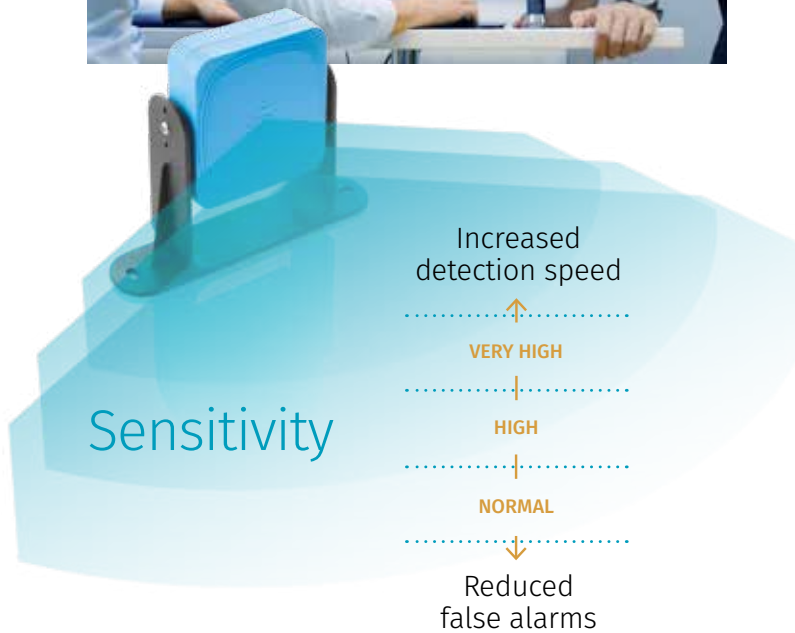 Increased
detection speed
VERY HIGH
Sensitivity
HIGH
NORMAL
Reduced
false alarms